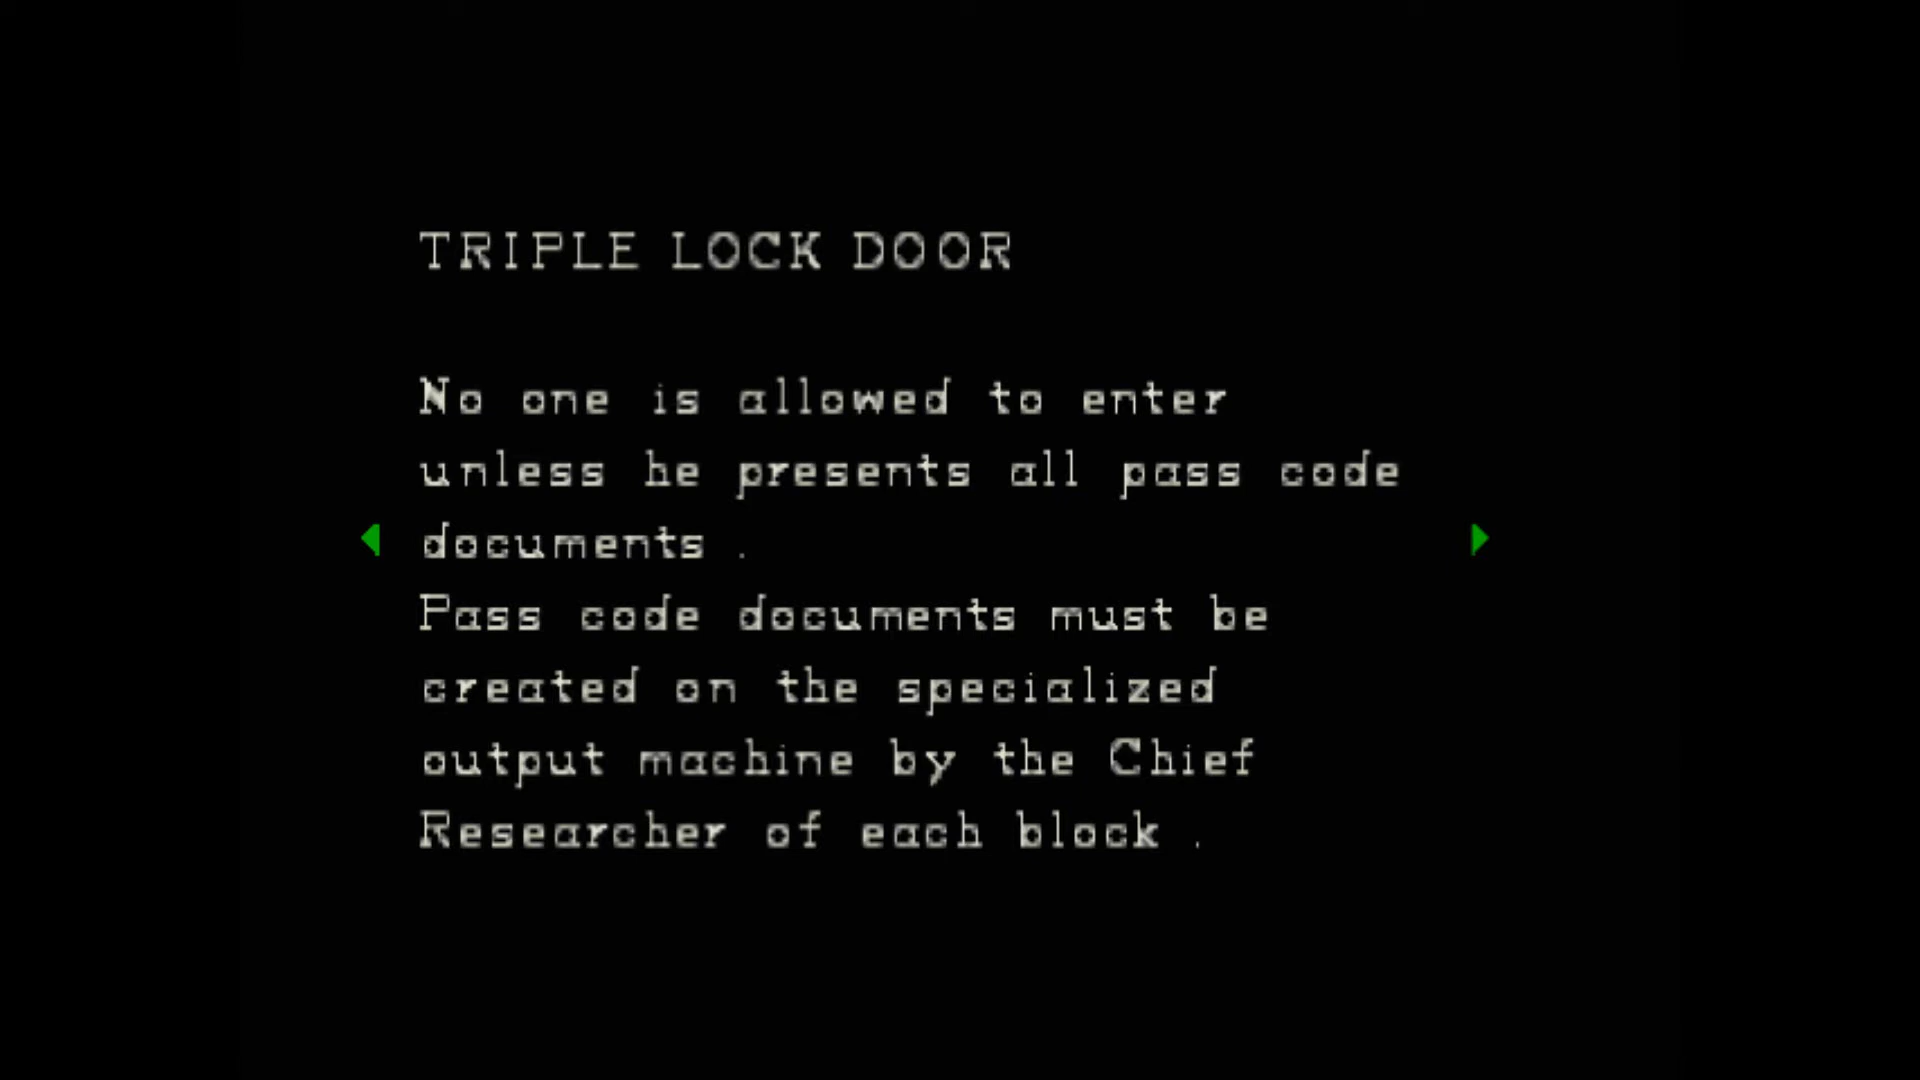 TRIPLE LOCK DOOR
No one is allowed to enter
unless he presents all pass code
documents .
Pass code documents must be
created on the specialized
output machine by the Chief
Researcher of each block .